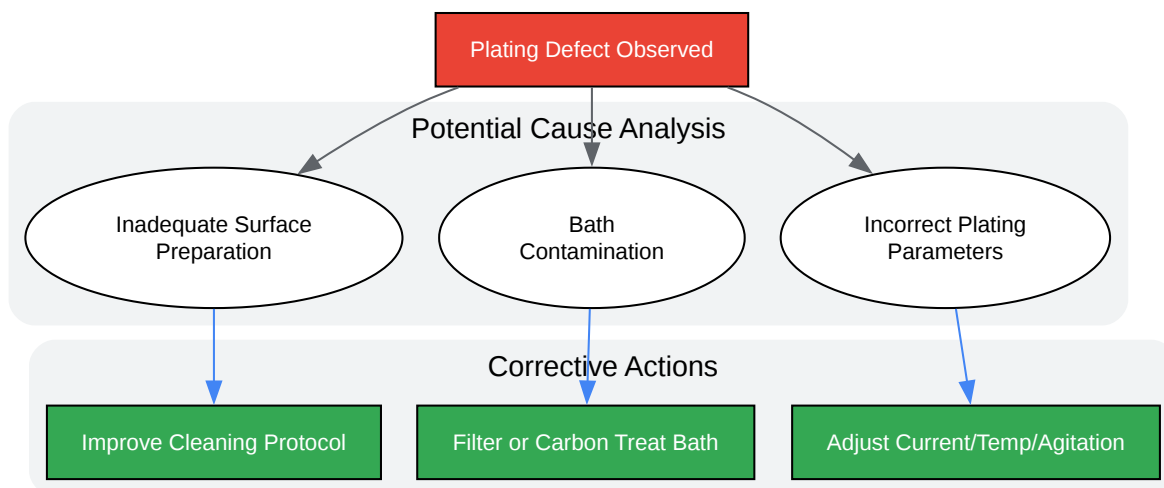 Plating Defect Observed
Potential Cause Analysis
Inadequate Surface
Preparation
Bath
Contamination
Incorrect Plating
Parameters
Corrective Actions
Improve Cleaning Protocol
Filter or Carbon Treat Bath
Adjust Current/Temp/Agitation